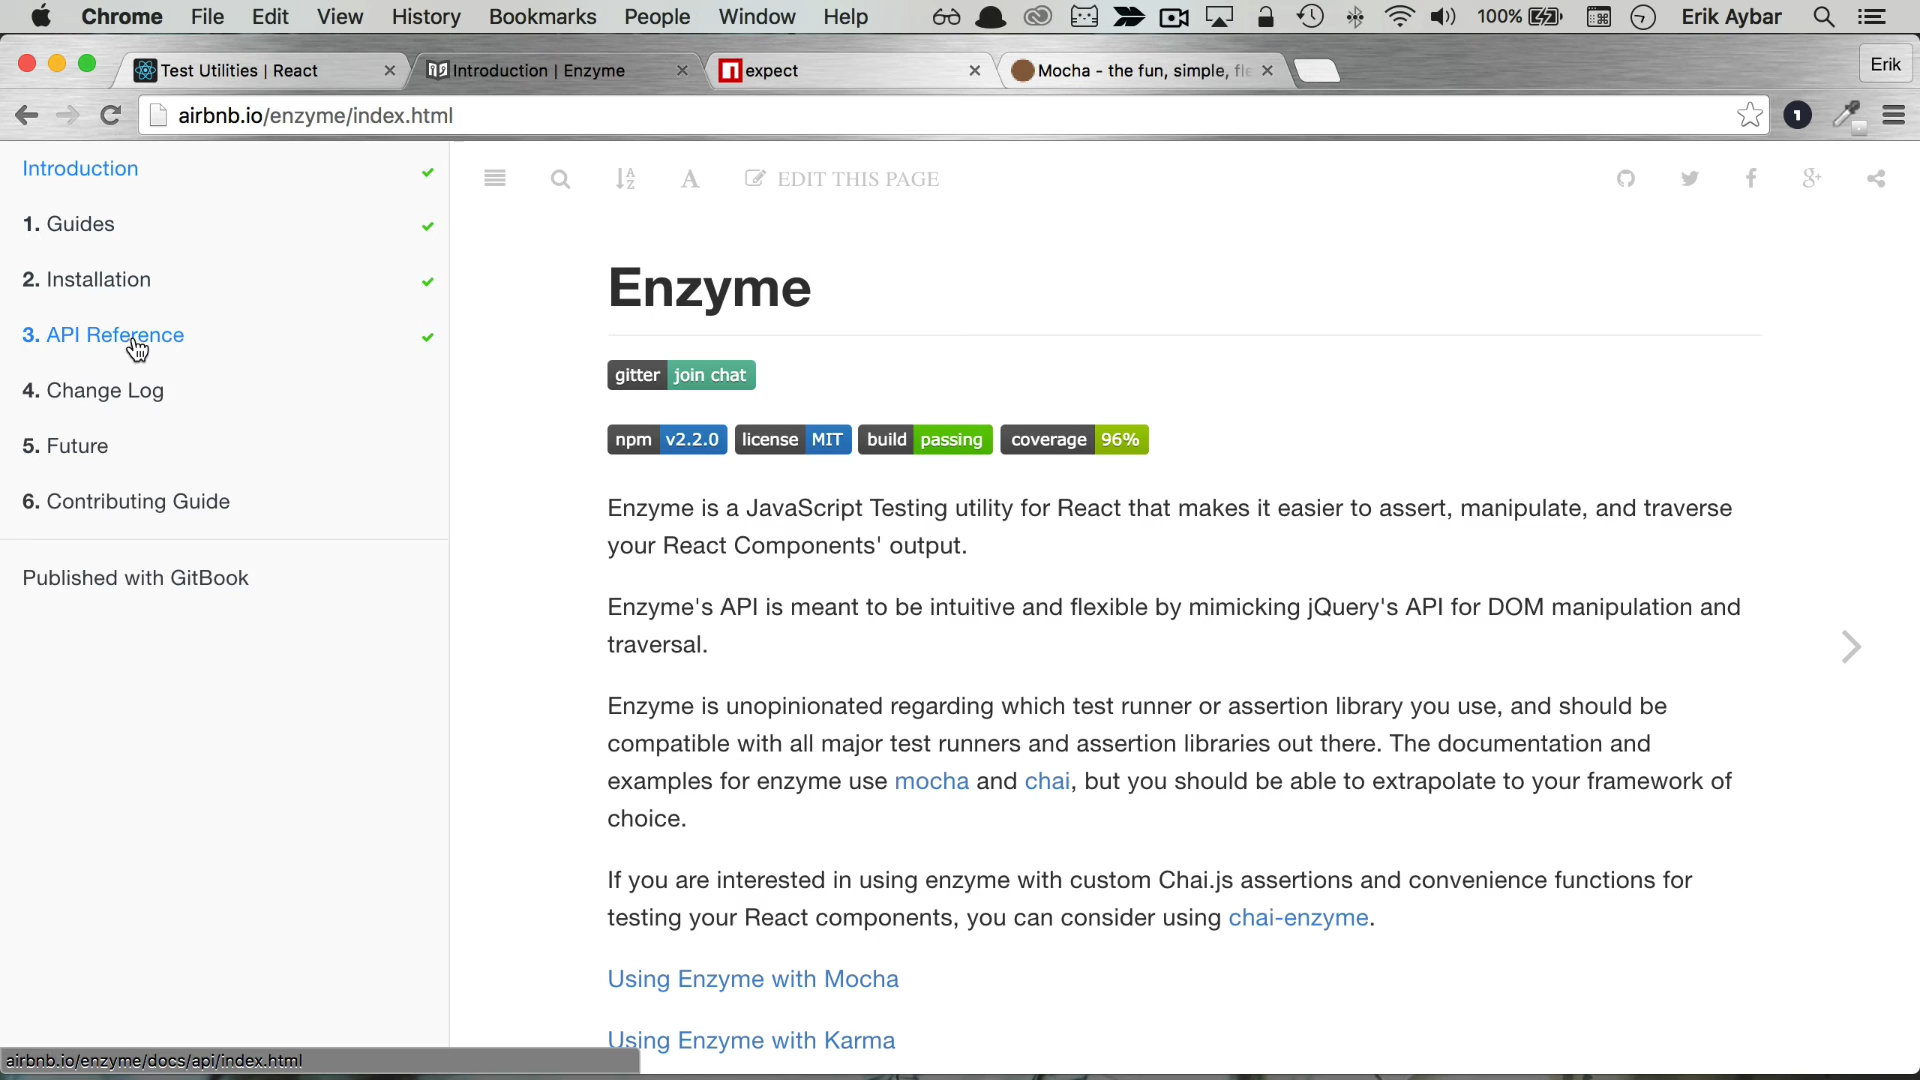 Chrome File Edit View History Bookmarks People Window Help 100% Erik Aybar
Test Utilities | React Introduction | Enzyme expect Mocha - the fun, simple, fle Erik
airbnb.io/enzyme/index.html
Introduction
1. Guides
2. Installation
3. API Reference
4. Change Log
5. Future
6. Contributing Guide
Published with GitBook
EDIT THIS PAGE
Enzyme
gitter join chat
npm v2.2.0 license MIT build passing coverage 96%
Enzyme is a JavaScript Testing utility for React that makes it easier to assert, manipulate, and traverse
your React Components' output.
Enzyme's API is meant to be intuitive and flexible by mimicking jQuery's API for DOM manipulation and
traversal.
Enzyme is unopinionated regarding which test runner or assertion library you use, and should be
compatible with all major test runners and assertion libraries out there. The documentation and
examples for enzyme use mocha and chai, but you should be able to extrapolate to your framework of
choice.
If you are interested in using enzyme with custom Chai.js assertions and convenience functions for
testing your React components, you can consider using chai-enzyme.
Using Enzyme with Mocha
Using Enzyme with Karma
airbnb.io/enzyme/docs/api/index.html